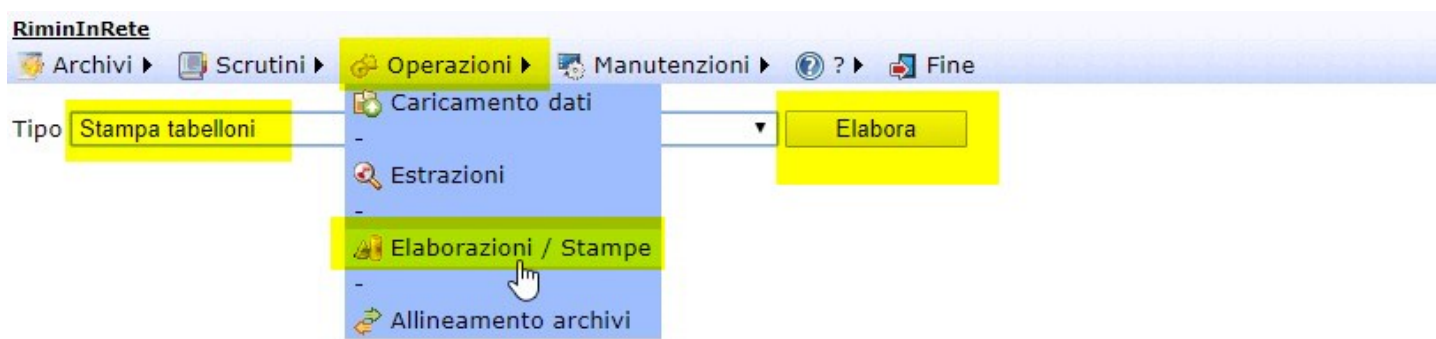 RiminInRete
Archivi Scrutini Operazioni Manutenzioni ? Fine
Caricamento dati
Tipo Stampa tabelloni Elabora
-
Estrazioni
-
Elaborazioni / Stampe
-
Allineamento archivi